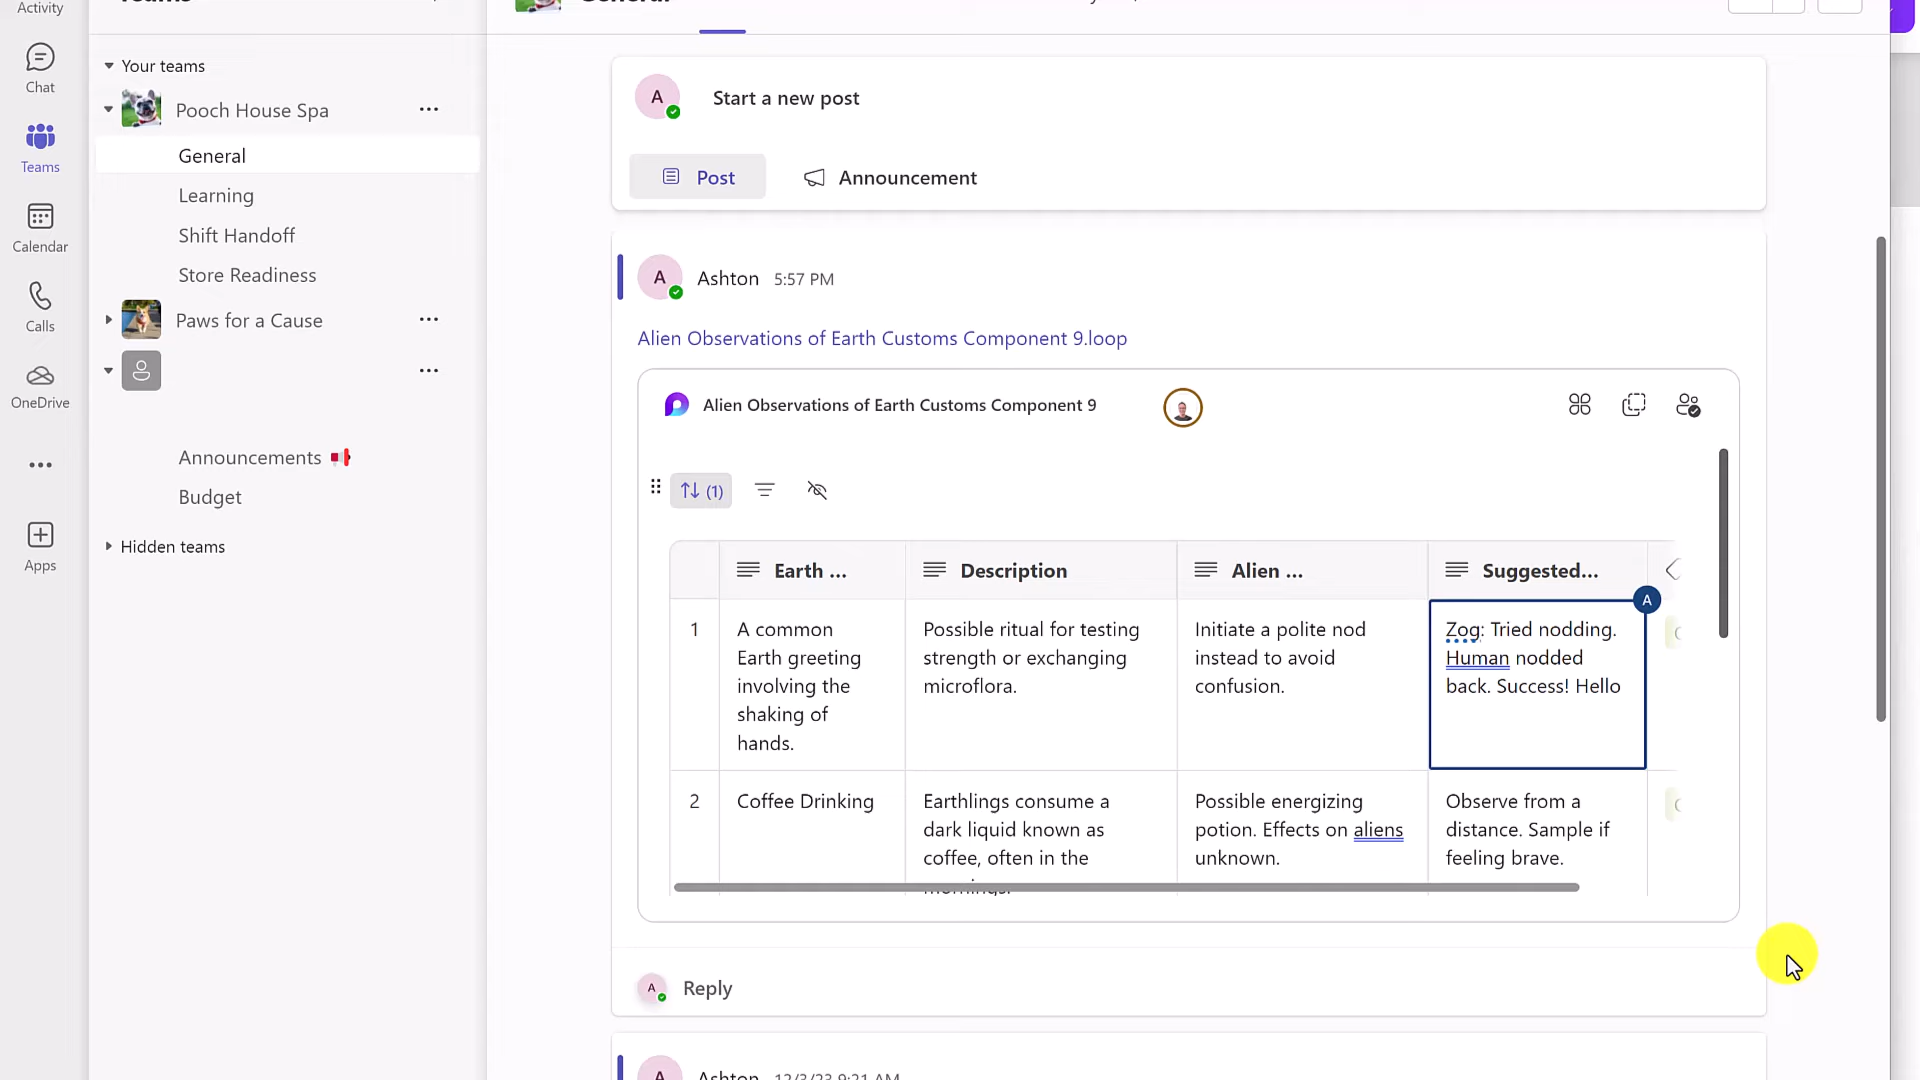 Activity
Chat
Teams
Calendar
Calls
OneDrive
Apps
Your teams
Pooch House Spa
General
Learning
Shift Handoff
Store Readiness
Paws for a Cause
Announcements
Budget
Hidden teams
A
Start a new post
Post
Announcement
A
Ashton 5:57 PM
Alien Observations of Earth Customs Component 9.loop
Alien Observations of Earth Customs Component 9
(1)
Earth ...
Description
Alien ...
Suggested...
A
1
A common
Earth greeting
involving the
shaking of
hands.
Possible ritual for testing
strength or exchanging
microflora.
Initiate a polite nod
instead to avoid
confusion.
Zog: Tried nodding.
Human nodded
back. Success! Hello
2
Coffee Drinking
Earthlings consume a
dark liquid known as
coffee, often in the
Possible energizing
potion. Effects on aliens
unknown.
Observe from a
distance. Sample if
feeling brave.
A
Reply
A
Ashton 12/3/23 9:21 AM